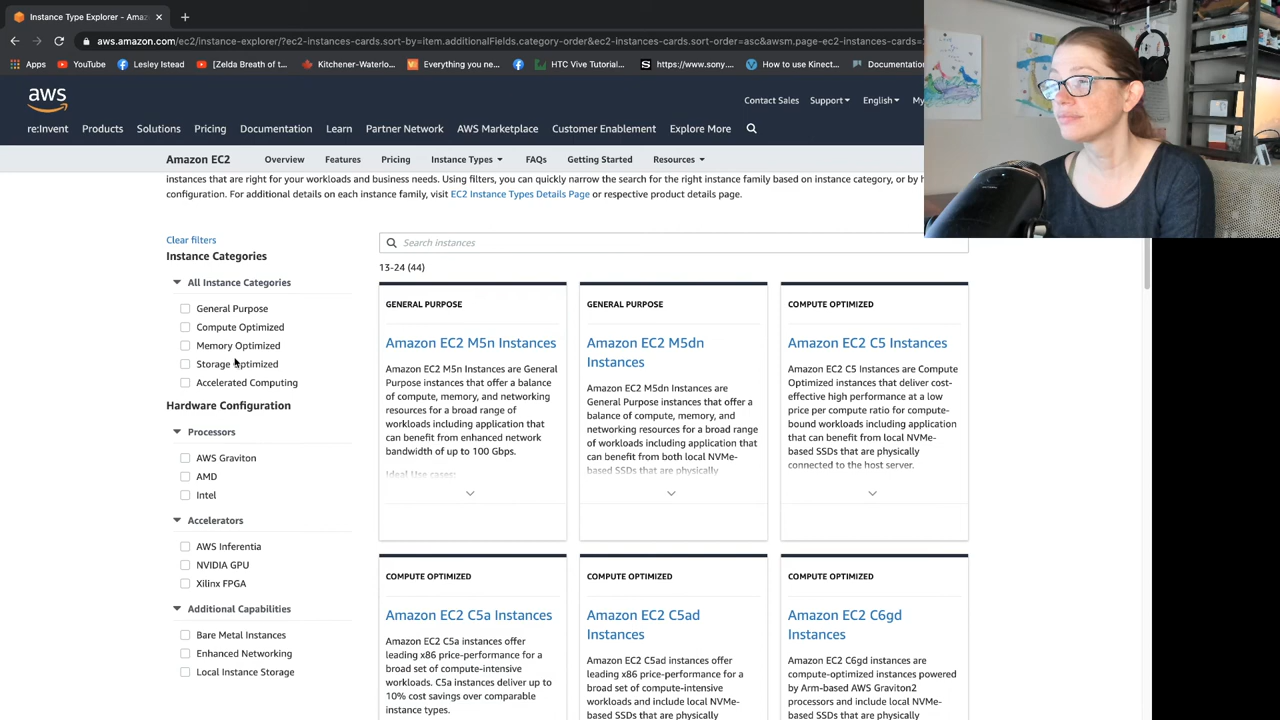 Instance Type Explorer - Ama
aws.amazon.com/ec2/instance-explorer/?ec2-instances-cards.sort-by=item.additionalFields.category-order&ec2-instances-cards.sort-order=asc&awsm.page-ec2-instances-cards=
Apps YouTube Lesley Istead [Zelda Breath of t... Kitchener-Waterlo... Everything you ne... HTC Vive Tutorial... https://www.sony.... How to use Kinect... Documentation
aws
Contact Sales Support English My
re:Invent Products Solutions Pricing Documentation Learn Partner Network AWS Marketplace Customer Enablement Explore More
Amazon EC2 Overview Features Pricing Instance Types FAQs Getting Started Resources
instances that are right for your workloads and business needs. Using filters, you can quickly narrow the search for the right instance family based on instance category, or by h
configuration. For additional details on each instance family, visit EC2 Instance Types Details Page or respective product details page.
Clear filters
Instance Categories
All Instance Categories
General Purpose
Compute Optimized
Memory Optimized
Storage Optimized
Accelerated Computing
Hardware Configuration
Processors
AWS Graviton
AMD
Intel
Accelerators
AWS Inferentia
NVIDIA GPU
Xilinx FPGA
Additional Capabilities
Bare Metal Instances
Enhanced Networking
Local Instance Storage
Search instances
13-24 (44)
GENERAL PURPOSE
Amazon EC2 M5n Instances
Amazon EC2 M5n Instances are General
Purpose instances that offer a balance
of compute, memory, and networking
resources for a broad range of
workloads including application that
can benefit from enhanced network
bandwidth of up to 100 Gbps.
Ideal Use cases:
GENERAL PURPOSE
Amazon EC2 M5dn
Instances
Amazon EC2 M5dn Instances are
General Purpose instances that offer a
balance of compute, memory, and
networking resources for a broad
range of workloads including
application that can benefit from both local NVMe-
based SSDs that are physically
COMPUTE OPTIMIZED
Amazon EC2 C5 Instances
Amazon EC2 C5 Instances are Compute
Optimized instances that deliver cost-
effective high performance at a low
price per compute ratio for compute-
bound workloads including application
that can benefit from local NVMe-
based SSDs that are physically
connected to the host server.
COMPUTE OPTIMIZED
Amazon EC2 C5a Instances
Amazon EC2 C5a instances offer
leading x86 price-performance for a
broad set of compute-intensive
workloads. C5a instances deliver up to
10% cost savings over comparable
instance types.
COMPUTE OPTIMIZED
Amazon EC2 C5ad
Instances
Amazon EC2 C5ad instances offer
leading x86 price-performance for a
broad set of compute-intensive
workloads and include local NVMe-
based SSDs that are physically
COMPUTE OPTIMIZED
Amazon EC2 C6gd
Instances
Amazon EC2 C6gd instances are
compute-optimized instances powered
by Arm-based AWS Graviton2
processors and include local NVMe-
based SSDs that are physically